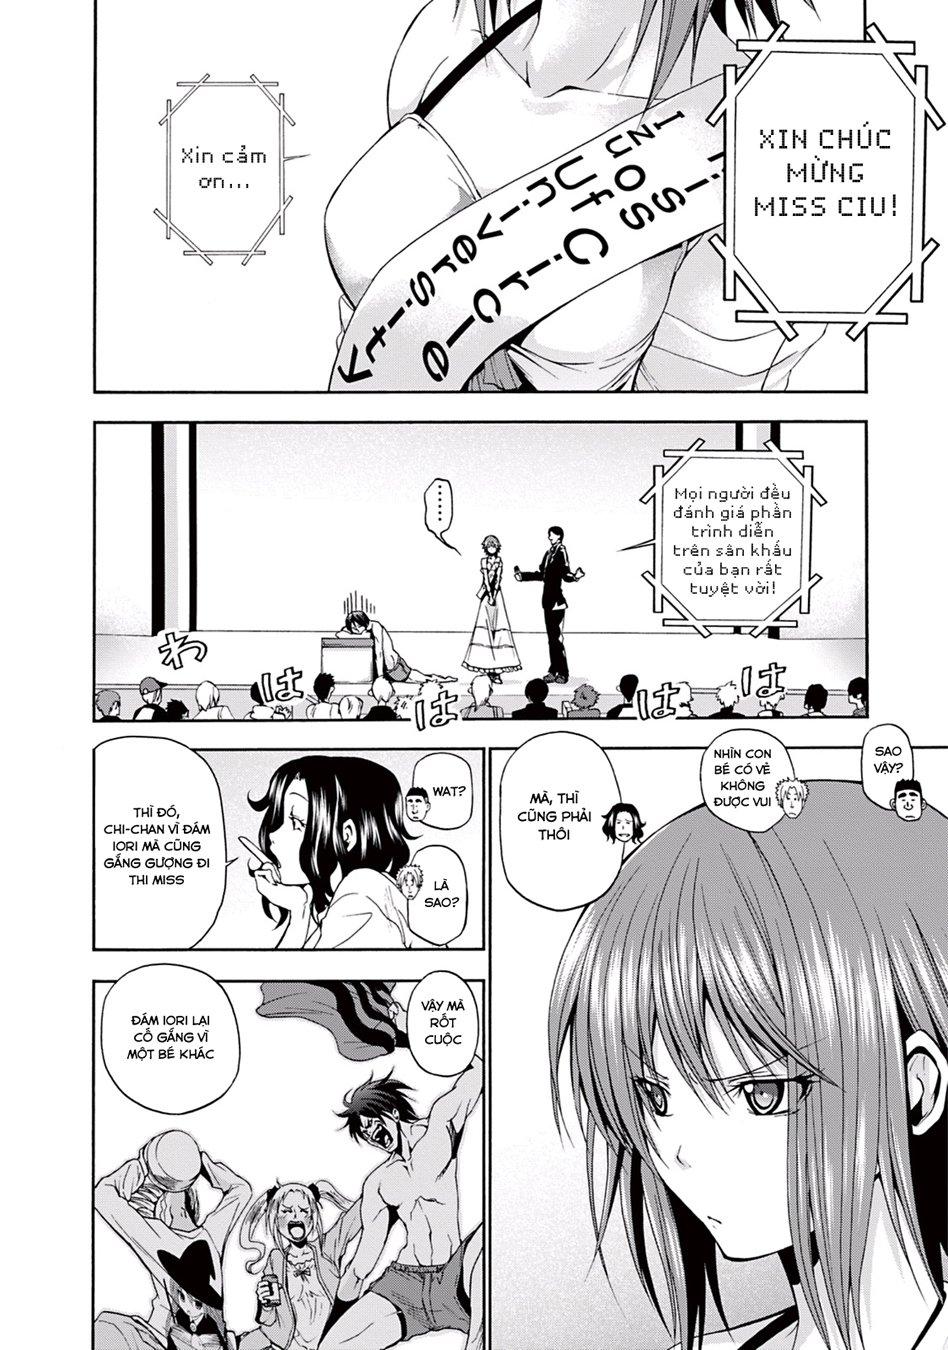 XIN CHÚC
MỪNG
MISS CIU!
Xin cảm
ơn...
Miss Circle
Of
Izu University
Mọi người đều
đánh giá phần
trình diễn
trên sân khấu
của bạn rất
tuyệt vời!
......
わ
は
は
は
は
SAO
VẬY?
NHÌN CON
BÉ CÓ VẺ
KHÔNG
ĐƯỢC VUI
MÀ, THÌ
CŨNG PHẢI
THÔI
WAT?
THÌ ĐÓ,
CHI-CHAN VÌ ĐÁM
IORI MÀ CŨNG
GẮNG GƯỢNG ĐI
THI MISS
LÀ
SAO?
VẬY MÀ
RỐT
CUỘC
ĐÁM IORI LẠI
CỐ GẮNG VÌ
MỘT BÉ KHÁC